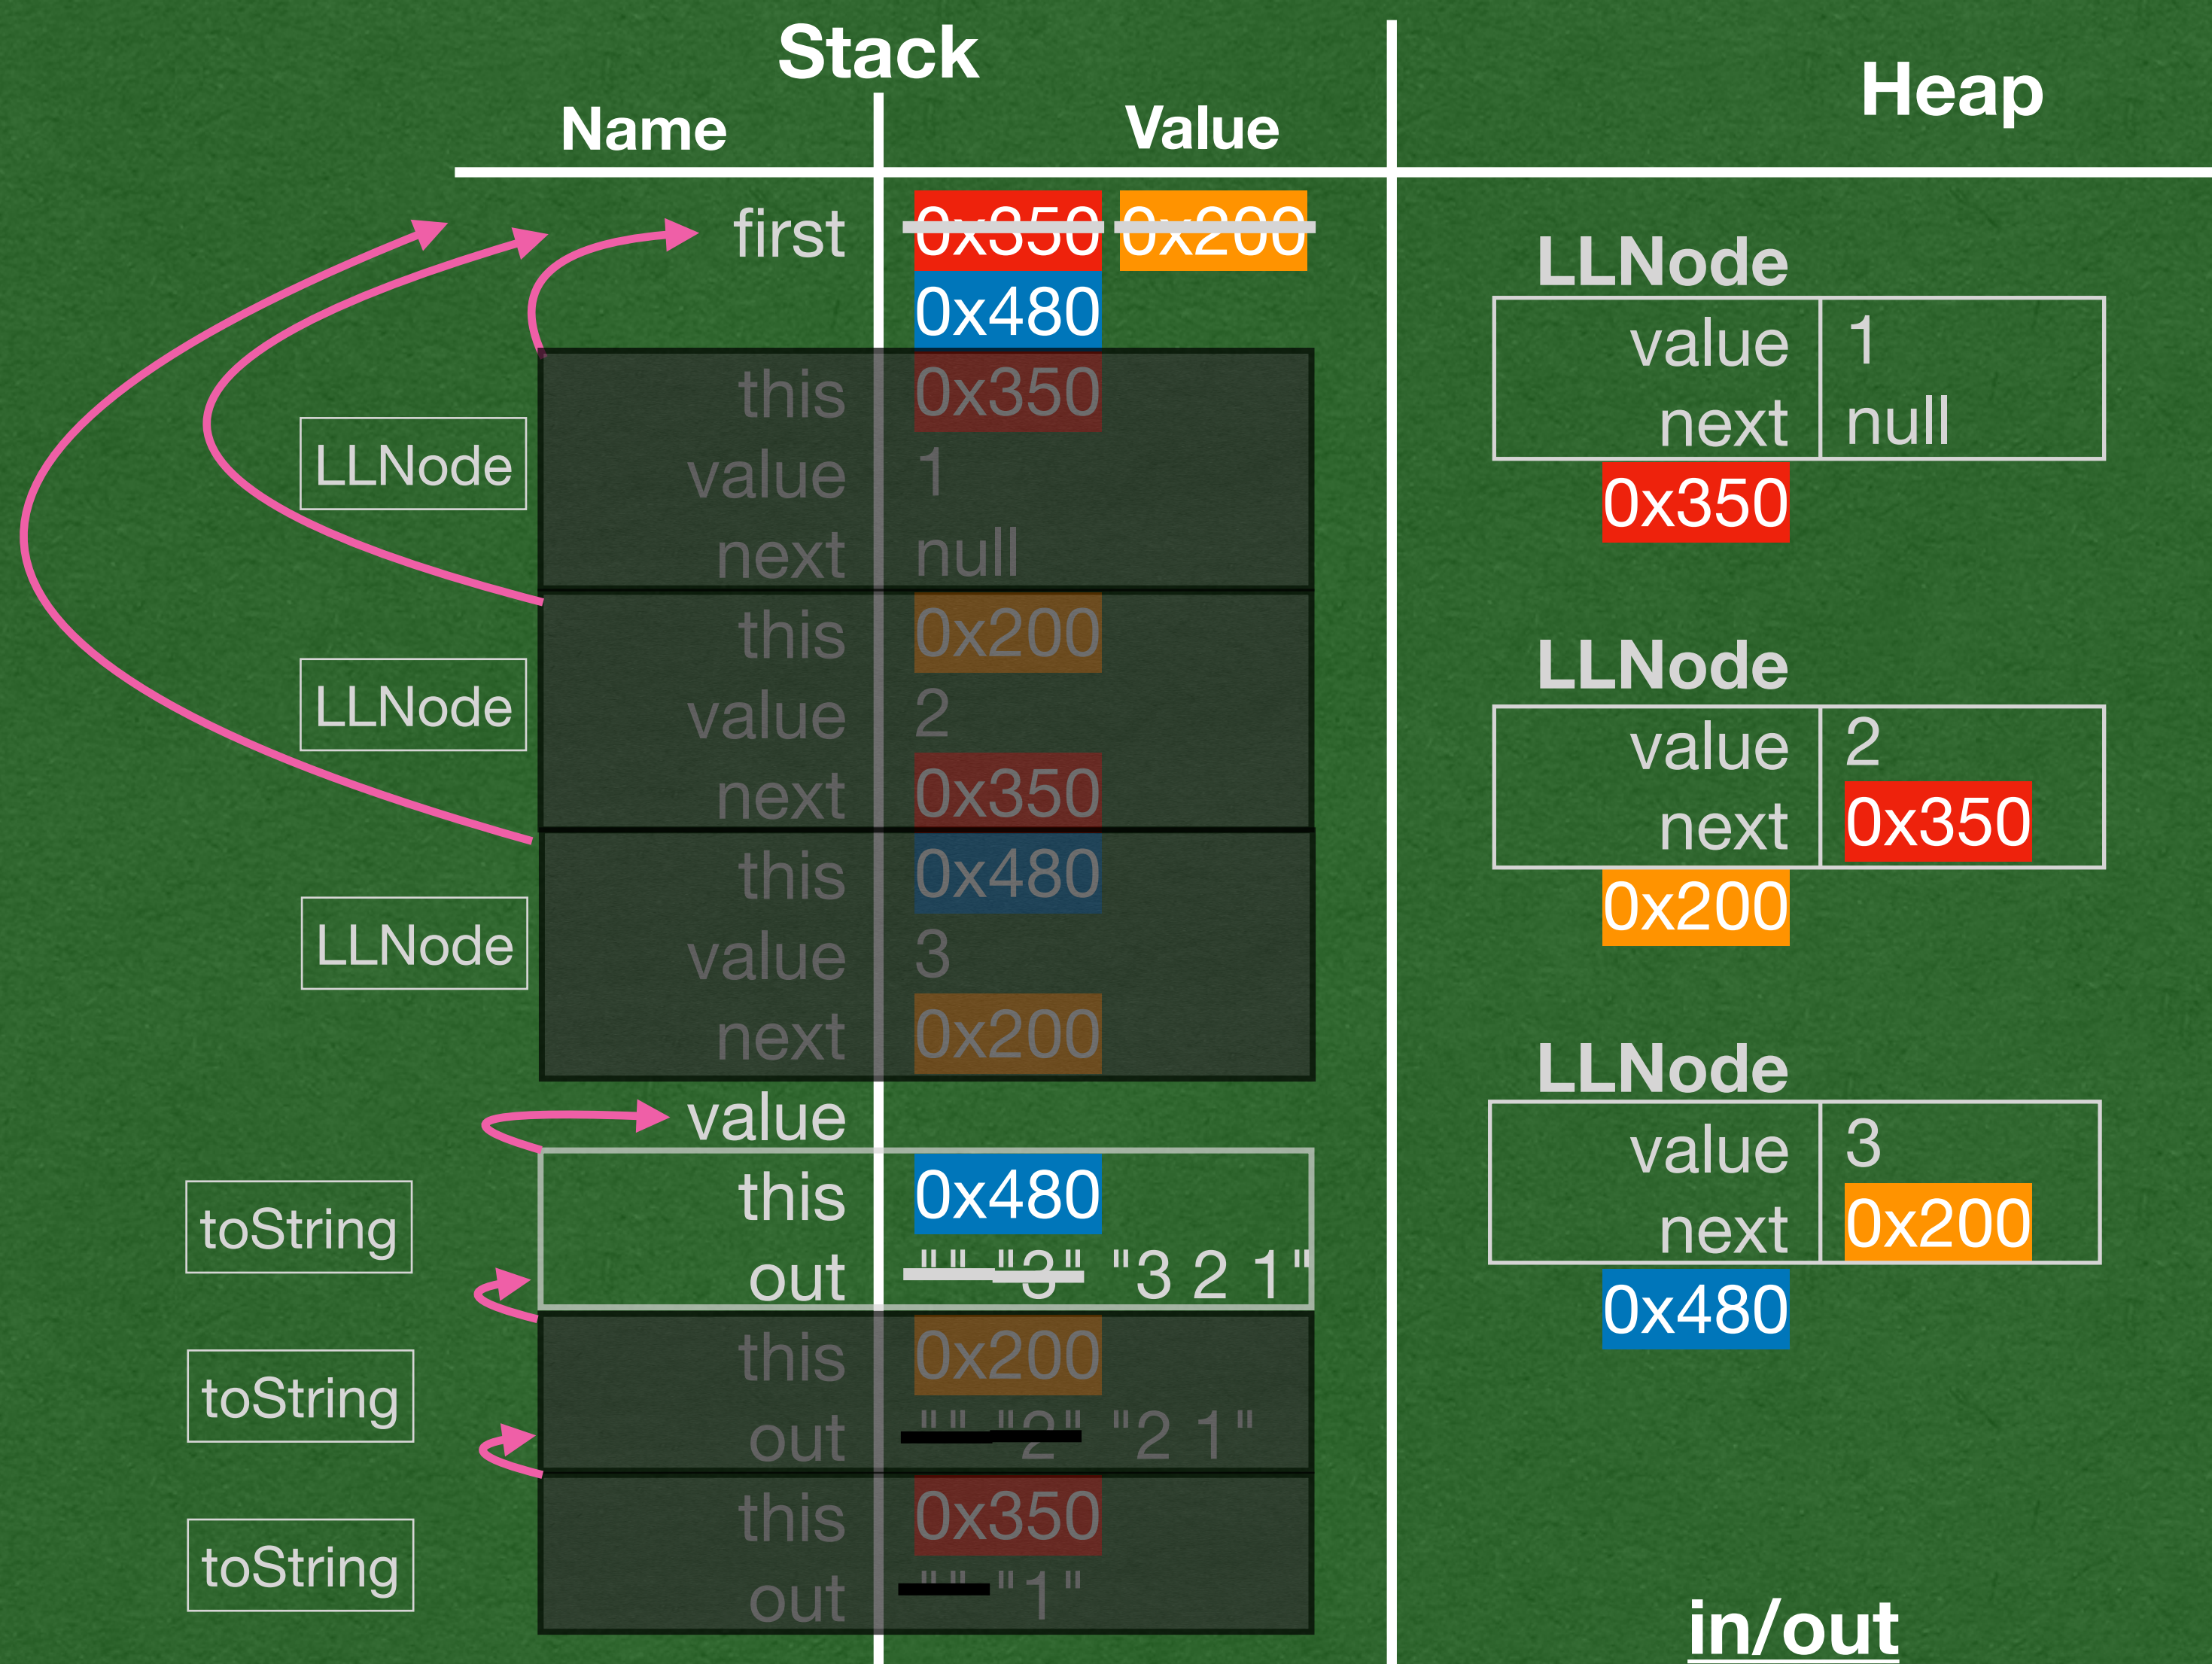 Stack
Heap
Name Value
first 0x350 0x200
0x480
LLNode
this 0x350
value 1
next null
LLNode
this 0x200
value 2
next 0x350
LLNode
this 0x480
value 3
next 0x200
value
toString
this 0x480
out "" "3" "3 2 1"
toString
this 0x200
out "" "2" "2 1"
toString
this 0x350
out "" "1"
LLNode
value 1
next null
0x350
LLNode
value 2
next 0x350
0x200
LLNode
value 3
next 0x200
0x480
in/out